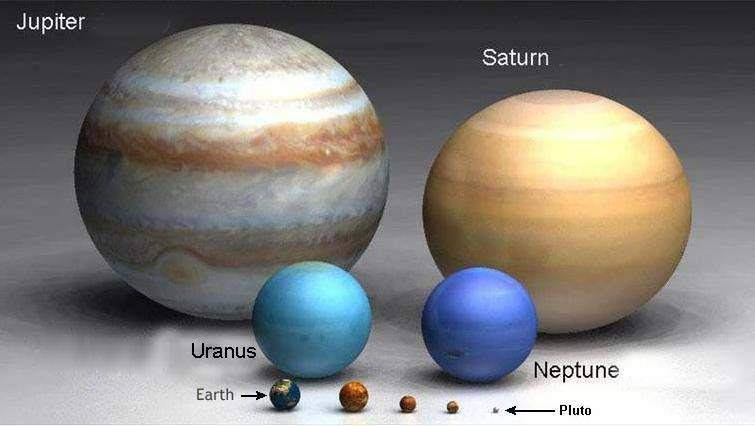 Jupiter
Saturn
Uranus
Neptune
Earth
Pluto